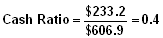 Cash Ratio = $233.2 / $606.9 = 0.4